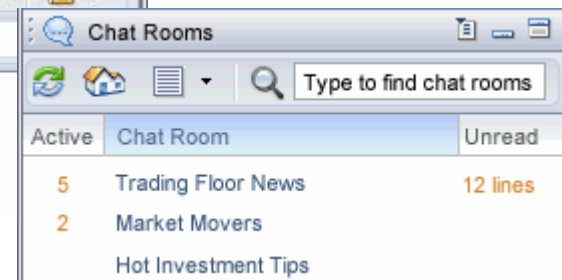 Chat Rooms
Type to find chat rooms
Active Chat Room Unread
5 Trading Floor News 12 lines
2 Market Movers
Hot Investment Tips